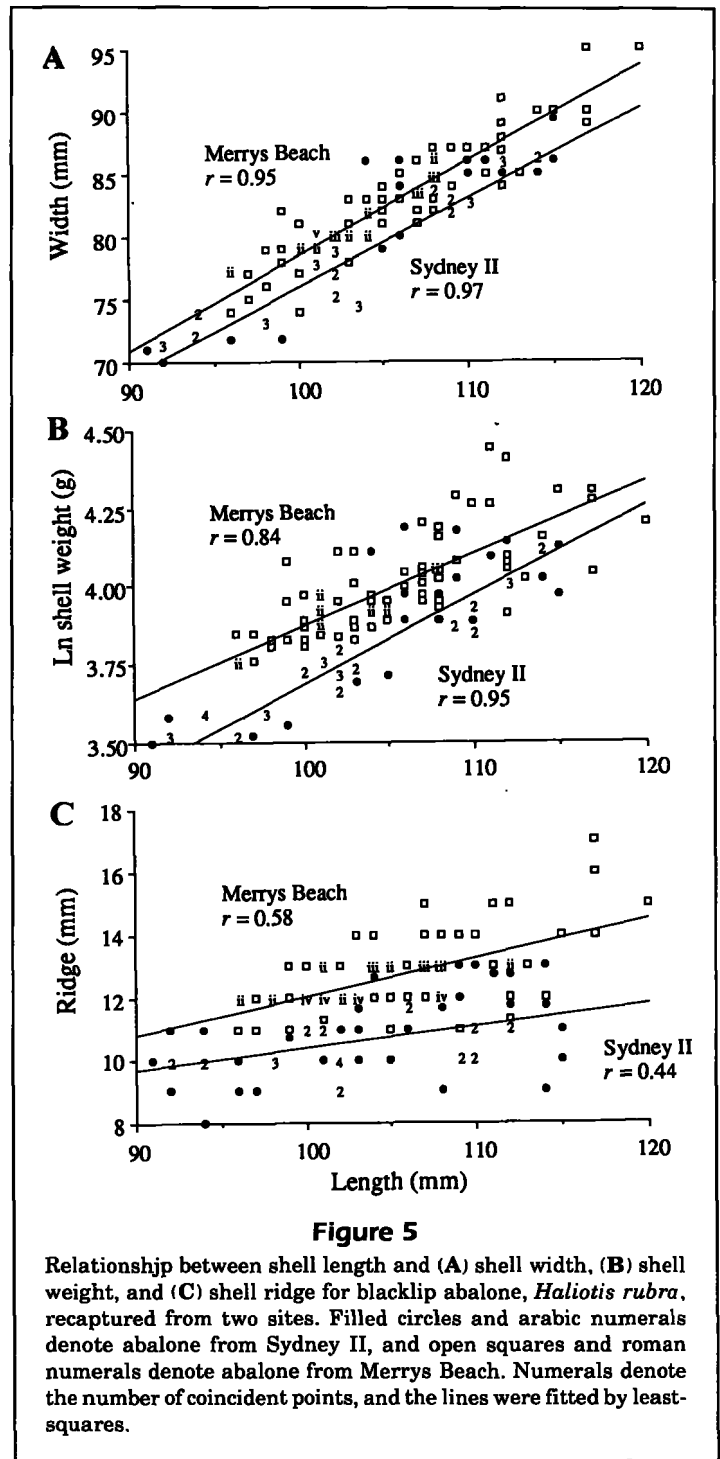 A
95
90
85
80
75
70
Width (mm)
Merrys Beach
r = 0.95
Sydney II
r = 0.97
90 100 110 120
B
4.50
4.25
4.00
3.75
3.50
Ln shell weight (g)
Merrys Beach
r = 0.84
Sydney II
r = 0.95
90 100 110 120
C
18
16
14
12
10
8
Ridge (mm)
Merrys Beach
r = 0.58
Sydney II
r = 0.44
90 100 110 120
Length (mm)
Figure 5
Relationshjp between shell length and (A) shell width, (B) shell
weight, and (C) shell ridge for blacklip abalone, Haliotis rubra,
recaptured from two sites. Filled circles and arabic numerals
denote abalone from Sydney II, and open squares and roman
numerals denote abalone from Merrys Beach. Numerals denote
the number of coincident points, and the lines were fitted by least-
squares.